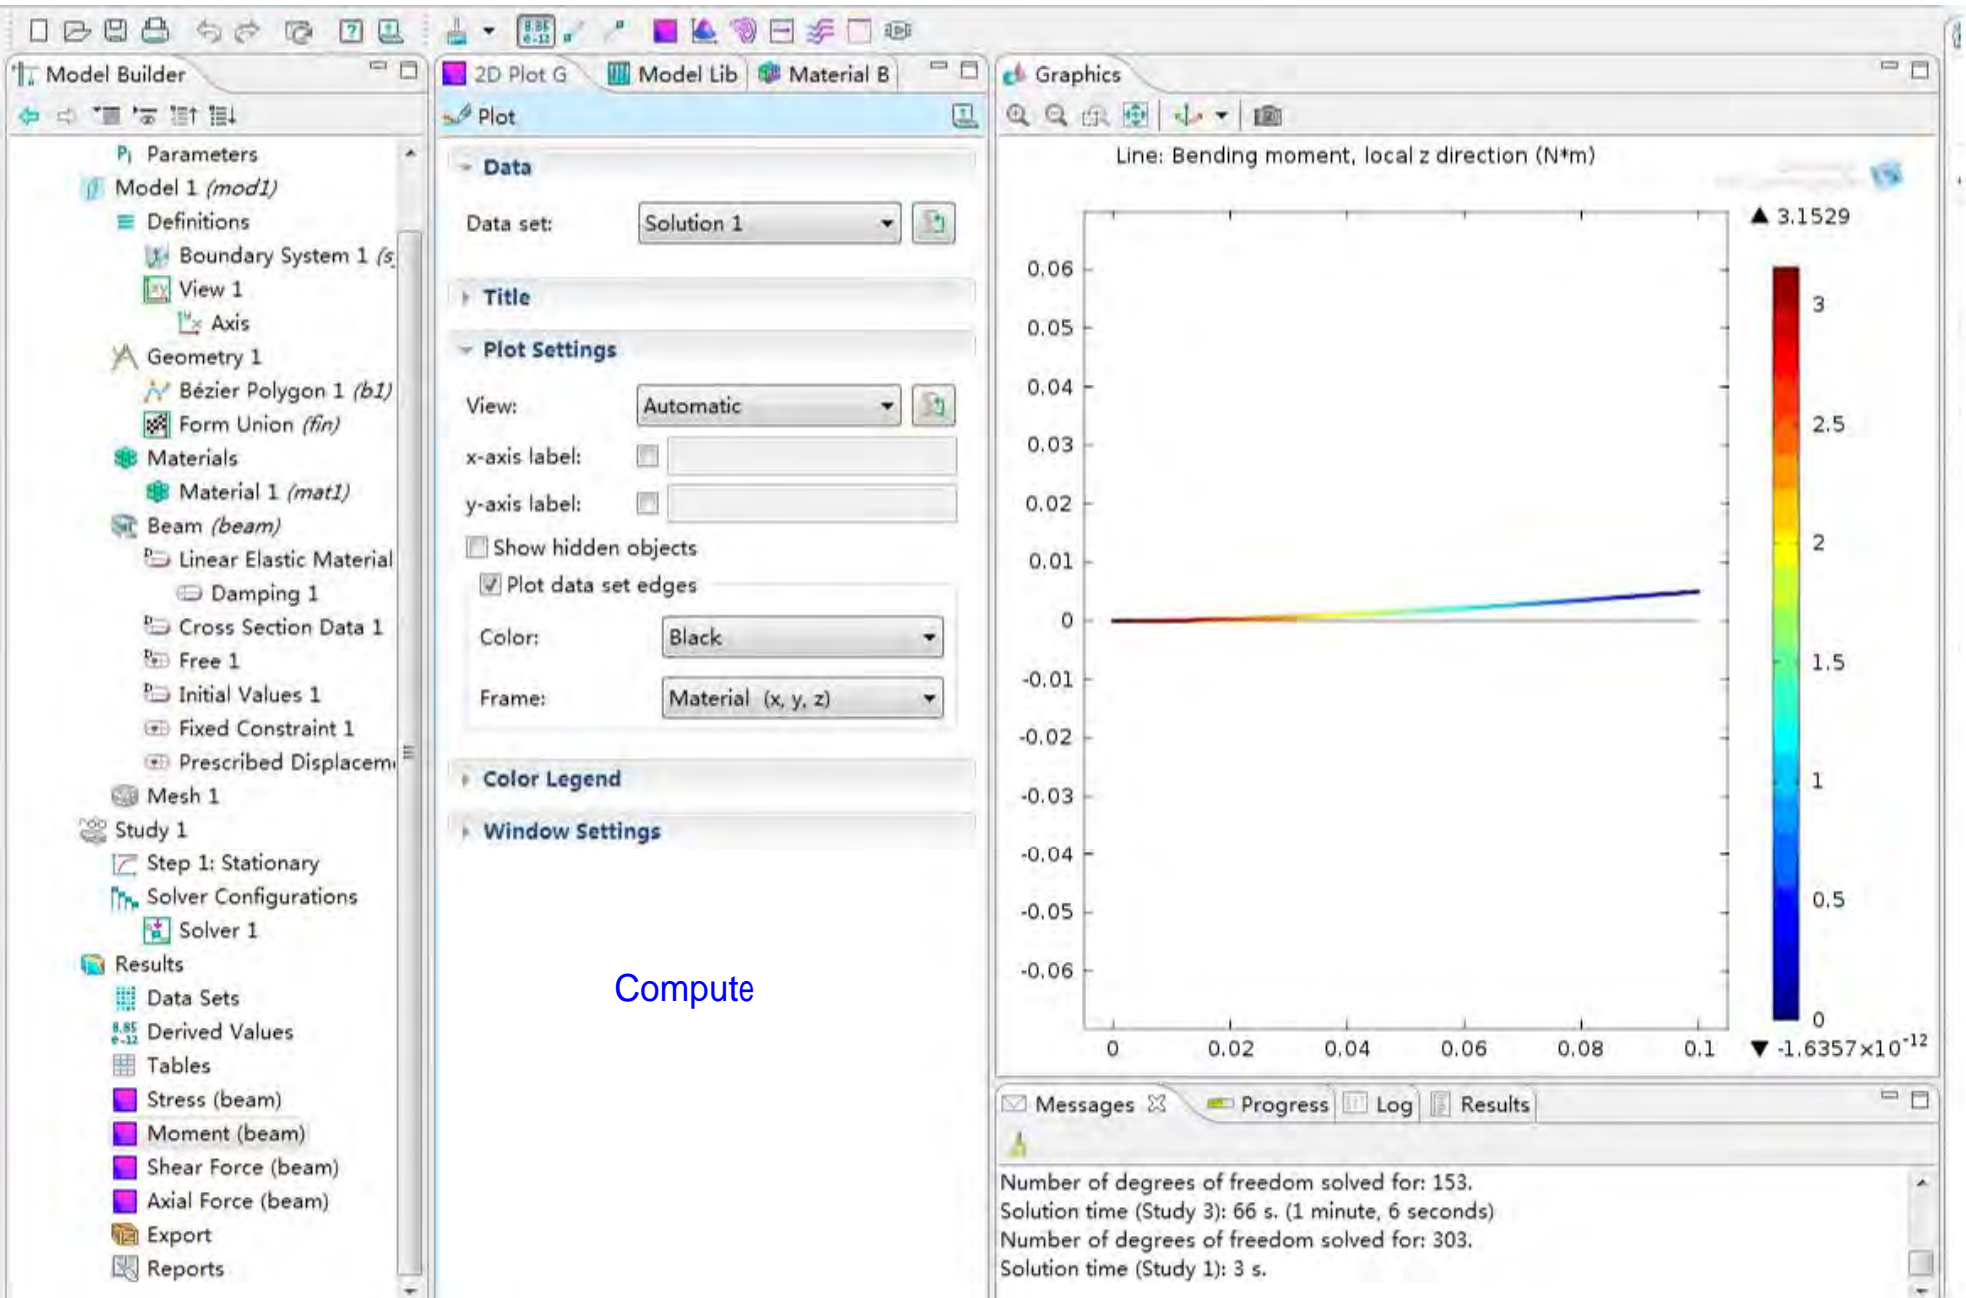 Model Builder
Parameters
Model 1 (mod1)
Definitions
Boundary System 1 (s
View 1
Axis
Geometry 1
Bézier Polygon 1 (b1)
Form Union (fin)
Materials
Material 1 (mat1)
Beam (beam)
Linear Elastic Material
Damping 1
Cross Section Data 1
Free 1
Initial Values 1
Fixed Constraint 1
Prescribed Displacem
Mesh 1
Study 1
Step 1: Stationary
Solver Configurations
Solver 1
Results
Data Sets
Derived Values
Tables
Stress (beam)
Moment (beam)
Shear Force (beam)
Axial Force (beam)
Export
Reports
2D Plot G
Model Lib
Material B
Plot
Data
Data set: Solution 1
Title
Plot Settings
View: Automatic
x-axis label:
y-axis label:
Show hidden objects
Plot data set edges
Color: Black
Frame: Material (x, y, z)
Color Legend
Window Settings
Compute
Graphics
Line: Bending moment, local z direction (N*m)
▲ 3.1529
0.06
0.05
0.04
0.03
0.02
0.01
0
-0.01
-0.02
-0.03
-0.04
-0.05
-0.06
0 0.02 0.04 0.06 0.08 0.1
3
2.5
2
1.5
1
0.5
0
▼ -1.6357×10⁻¹²
Messages
Progress
Log
Results
Number of degrees of freedom solved for: 153.
Solution time (Study 3): 66 s. (1 minute, 6 seconds)
Number of degrees of freedom solved for: 303.
Solution time (Study 1): 3 s.